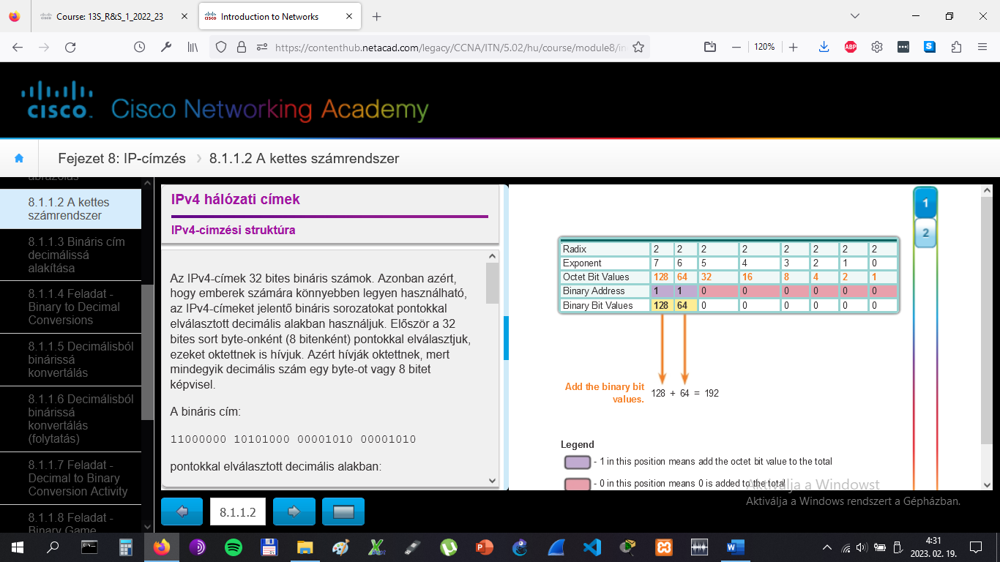 Course: 13S_R&S_1_2022_23
Introduction to Networks
https://contenthub.netacad.com/legacy/CCNA/ITN/5.02/hu/course/module8/in
120%
ABP
S
CISCO
Cisco Networking Academy
Fejezet 8: IP-címzés
8.1.1.2 A kettes számrendszer
ábrázolás
8.1.1.2 A kettes
számrendszer
8.1.1.3 Bináris cím
decimálissá
alakítása
8.1.1.4 Feladat -
Binary to Decimal
Conversions
8.1.1.5 Decimálisból
binárissá
konvertálás
8.1.1.6 Decimálisból
binárissá
konvertálás
(folytatás)
8.1.1.7 Feladat -
Decimal to Binary
Conversion Activity
8.1.1.8 Feladat -
Binary Game
IPv4 hálózati címek
IPv4-címzési struktúra
Az IPv4-címek 32 bites bináris számok. Azonban azért,
hogy emberek számára könnyebben legyen használható,
az IPv4-címeket jelentő bináris sorozatokat pontokkal
elválasztott decimális alakban használjuk. Először a 32
bites sort byte-onként (8 bitenként) pontokkal elválasztjuk,
ezeket oktettnek is hívjuk. Azért hívják oktettnek, mert
mindegyik decimális szám egy byte-ot vagy 8 bitet
képvisel.
A bináris cím:
11000000 10101000 00001010 00001010
pontokkal elválasztott decimális alakban:
8.1.1.2
1
2
Radix 2 2 2 2 2 2 2 2
Exponent 7 6 5 4 3 2 1 0
Octet Bit Values 128 64 32 16 8 4 2 1
Binary Address 1 1 0 0 0 0 0 0
Binary Bit Values 128 64 0 0 0 0 0 0
Add the binary bit
values.
128 + 64 = 192
Legend
- 1 in this position means add the octet bit value to the total
- 0 in this position means 0 is added to the total
Aktiválja a Windowst
Aktiválja a Windows rendszert a Gépházban.
4:31
2023. 02. 19.